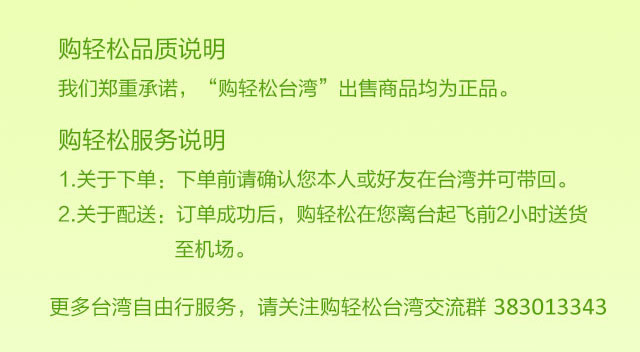 购轻松品质说明
我们郑重承诺，“购轻松台湾”出售商品均为正品。
购轻松服务说明
1.关于下单：下单前请确认您本人或好友在台湾并可带回。
2.关于配送：订单成功后，购轻松在您离台起飞前2小时送货
至机场。
更多台湾自由行服务，请关注购轻松台湾交流群 383013343